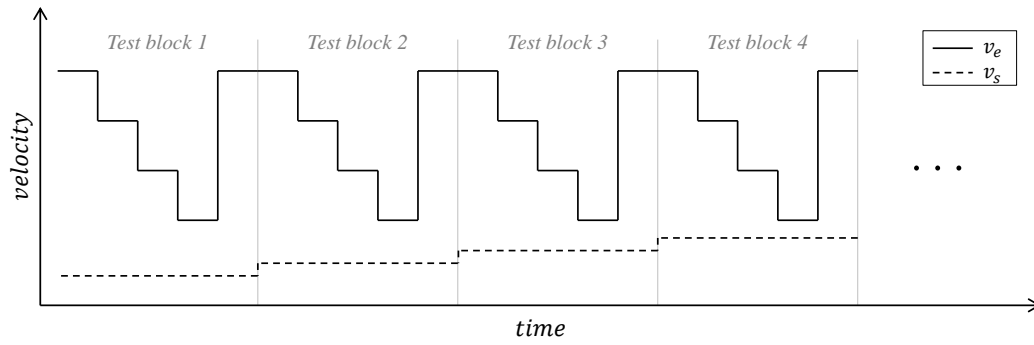 Test block 1
Test block 2
Test block 3
Test block 4
v_e
v_s
velocity
. . .
time